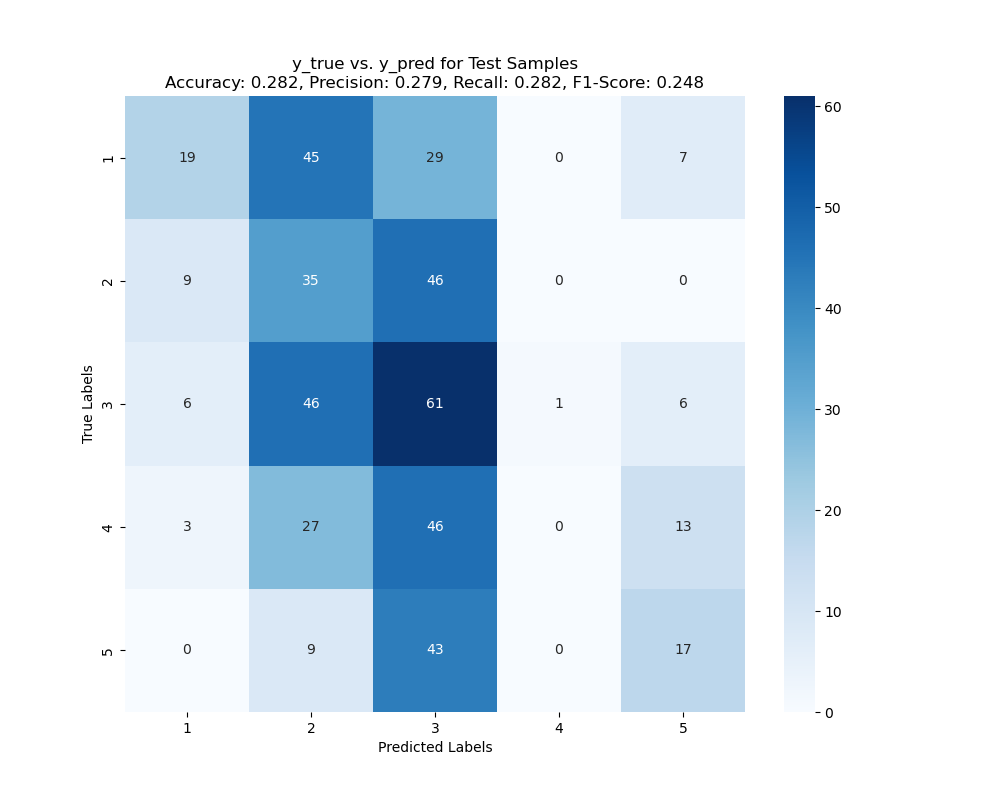 y_true vs. y_pred for Test Samples
Accuracy: 0.282, Precision: 0.279, Recall: 0.282, F1-Score: 0.248
True Labels
1 19 45 29 0 7
2 9 35 46 0 0
3 6 46 61 1 6
4 3 27 46 0 13
5 0 9 43 0 17
1 2 3 4 5
Predicted Labels
60
50
40
30
20
10
0